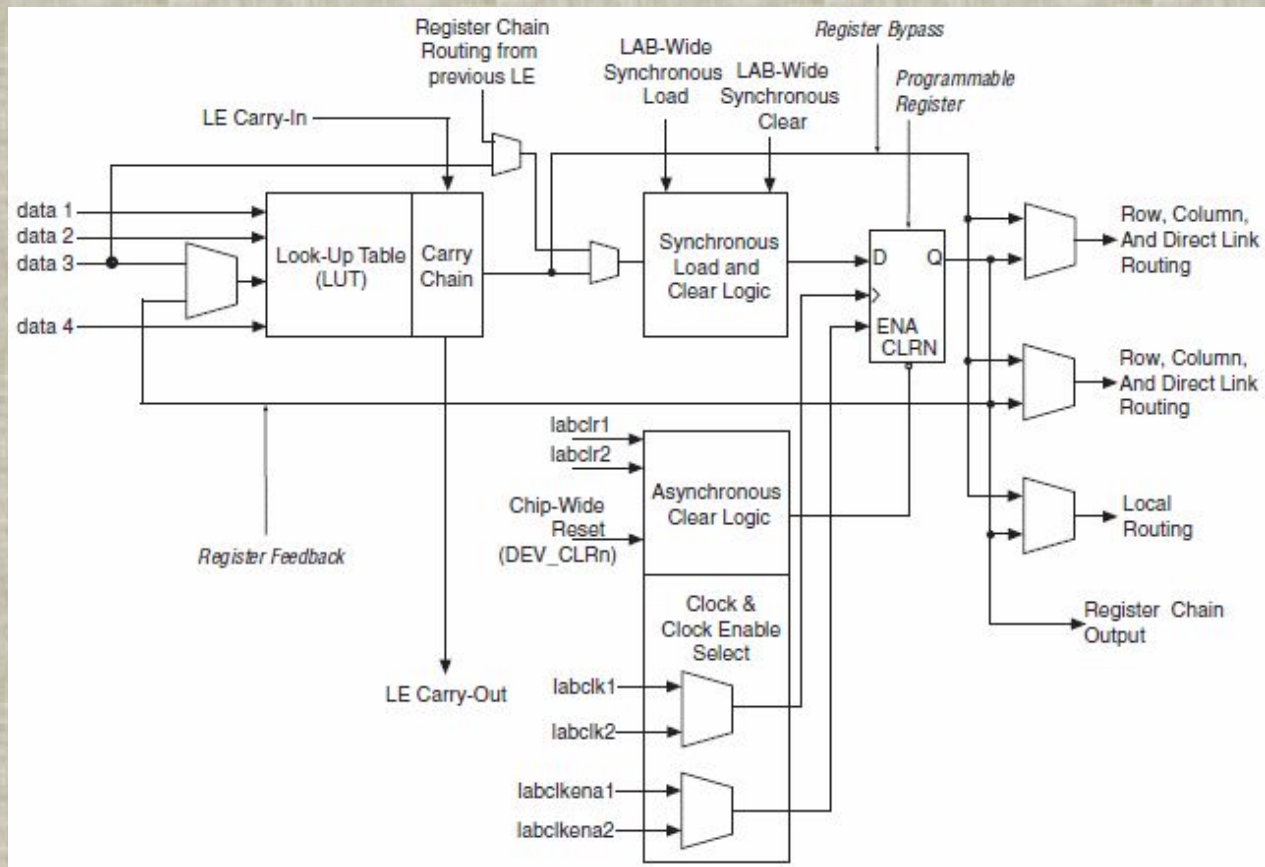 Register Chain
Routing from
previous LE
LAB-Wide
Synchronous
Load
LAB-Wide
Synchronous
Clear
Register Bypass
Programmable
Register
LE Carry-In
data 1
data 2
data 3
data 4
Look-Up Table
(LUT)
Carry
Chain
Synchronous
Load and
Clear Logic
D
Q
ENA
CLRN
Row, Column,
And Direct Link
Routing
Row, Column,
And Direct Link
Routing
Local
Routing
Register Chain
Output
Register Feedback
labclr1
labclr2
Chip-Wide
Reset
(DEV_CLRn)
Asynchronous
Clear Logic
Clock &
Clock Enable
Select
labclk1
labclk2
labclkena1
labclkena2
LE Carry-Out